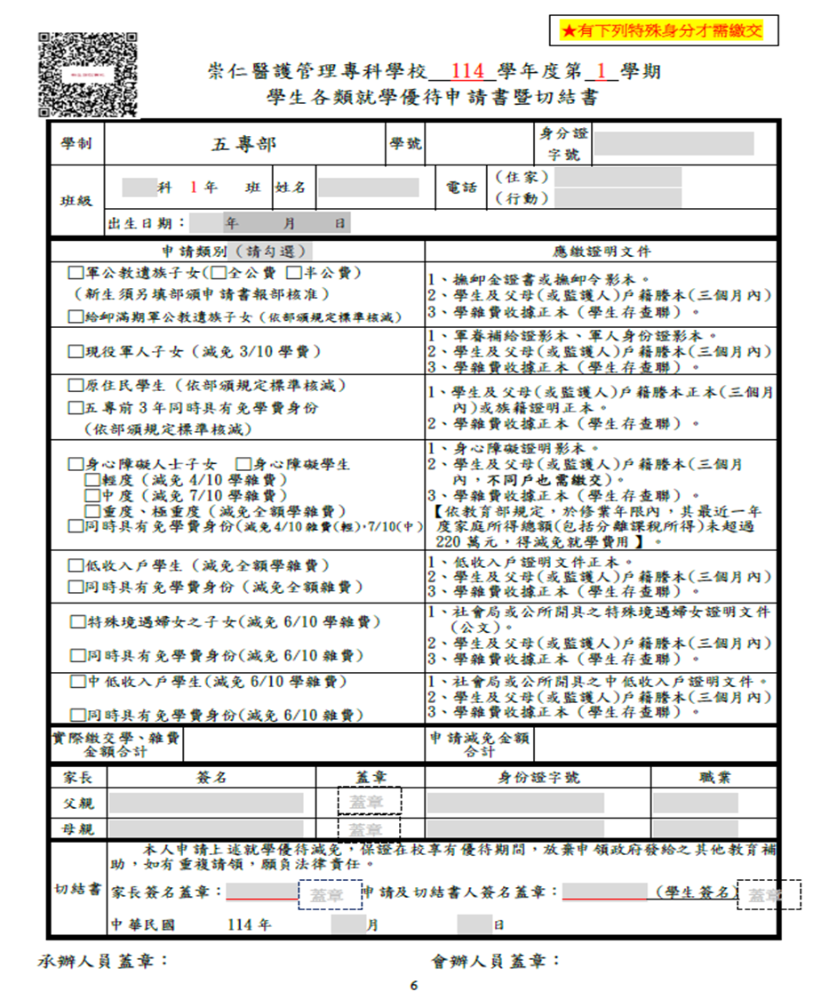 ★有下列特殊身分才需繳交
崇仁醫護管理專科學校 114 學年度第 1 學期
學生各類就學優待申請書暨切結書
學制 五專部 學號 身分證字號
班級 科 1 年 班 姓名 電話 (住家)
(行動)
出生日期： 年 月 日
申請類別(請勾選) 應繳證明文件
□軍公教遺族子女(□全公費 □半公費)
(新生須另填部頒申請書報部核准)
□給卹滿期軍公教遺族子女(依部頒規定標準核減)
1、撫卹金證書或撫卹令影本。
2、學生及父母(或監護人)戶籍謄本(三個月內)
3、學雜費收據正本(學生存查聯)。
□現役軍人子女(減免 3/10 學費)
1、軍眷補給證影本、軍人身份證影本。
2、學生及父母(或監護人)戶籍謄本(三個月內)
3、學雜費收據正本(學生存查聯)。
□原住民學生(依部頒規定標準核減)
□五專前 3 年同時具有免學費身份
(依部頒規定標準核減)
1、學生及父母(或監護人)戶籍謄本正本(三個月
內)或族籍證明正本。
2、學雜費收據正本(學生存查聯)。
□身心障礙人士子女 □身心障礙學生
□輕度(減免 4/10 學雜費)
□中度(減免 7/10 學雜費)
□重度、極重度(減免全額學雜費)
□同時具有免學費身份(減免 4/10 雜費(輕)，7/10(中)
1、身心障礙證明影本。
2、學生及父母(或監護人)戶籍謄本(三個月
內，不同戶也需繳交)。
3、學雜費收據正本(學生存查聯)。
【依教育部規定，於修業年限內，其最近一年
度家庭所得總額(包括分離課稅所得)未超過
220 萬元，得減免就學費用】。
□低收入戶學生(減免全額學雜費)
□同時具有免學費身份(減免全額雜費)
1、低收入戶證明文件正本。
2、學生及父母(或監護人)戶籍謄本(三個月內)
3、學雜費收據正本(學生存查聯)。
□特殊境遇婦女之子女(減免 6/10 學雜費)
□同時具有免學費身份(減免 6/10 雜費)
1、社會局或公所開具之特殊境遇婦女證明文件
(公文)。
2、學生及父母(或監護人)戶籍謄本(三個月內)
3、學雜費收據正本(學生存查聯)。
□中低收入戶學生(減免 6/10 學雜費)
□同時具有免學費身份(減免 6/10 雜費)
1、社會局或公所開具之中低收入戶證明文件。
2、學生及父母(或監護人)戶籍謄本(三個月內)
3、學雜費收據正本(學生存查聯)。
實際繳交學、雜費金額合計 申請減免金額合計
家長 簽名 蓋章 身份證字號 職業
父親 蓋章
母親 蓋章
切結書
本人申請上述就學優待減免，保證在校享有優待期間，放棄申領政府發給之其他教育補
助，如有重複請領，願負法律責任。
家長簽名蓋章： 蓋章 申請及切結書人簽名蓋章： (學生簽名) 蓋章
中華民國 114 年 月 日
承辦人員蓋章： 會辦人員蓋章：
6